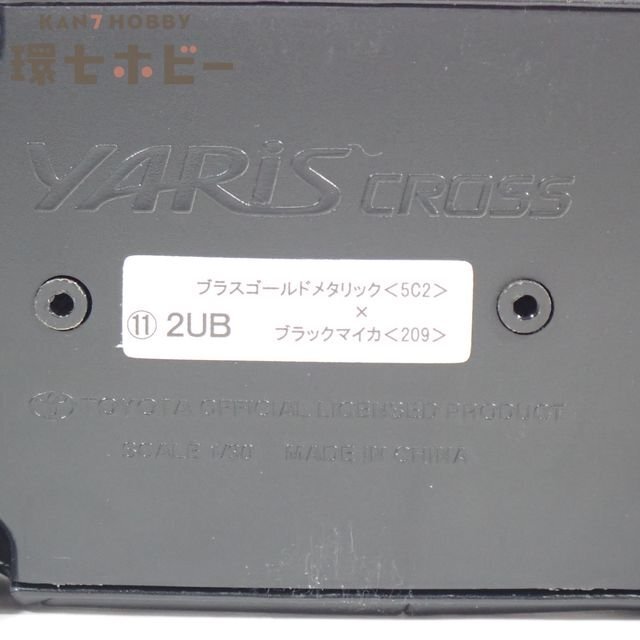 KAN7 HOBBY
環七ホビー
YARiS CROSS
ブラスゴールドメタリック<5C2>
×
⑪ 2UB ブラックマイカ<209>
TOYOTA OFFICIAL LICENSED PRODUCT
SCALE 1/30 MADE IN CHINA